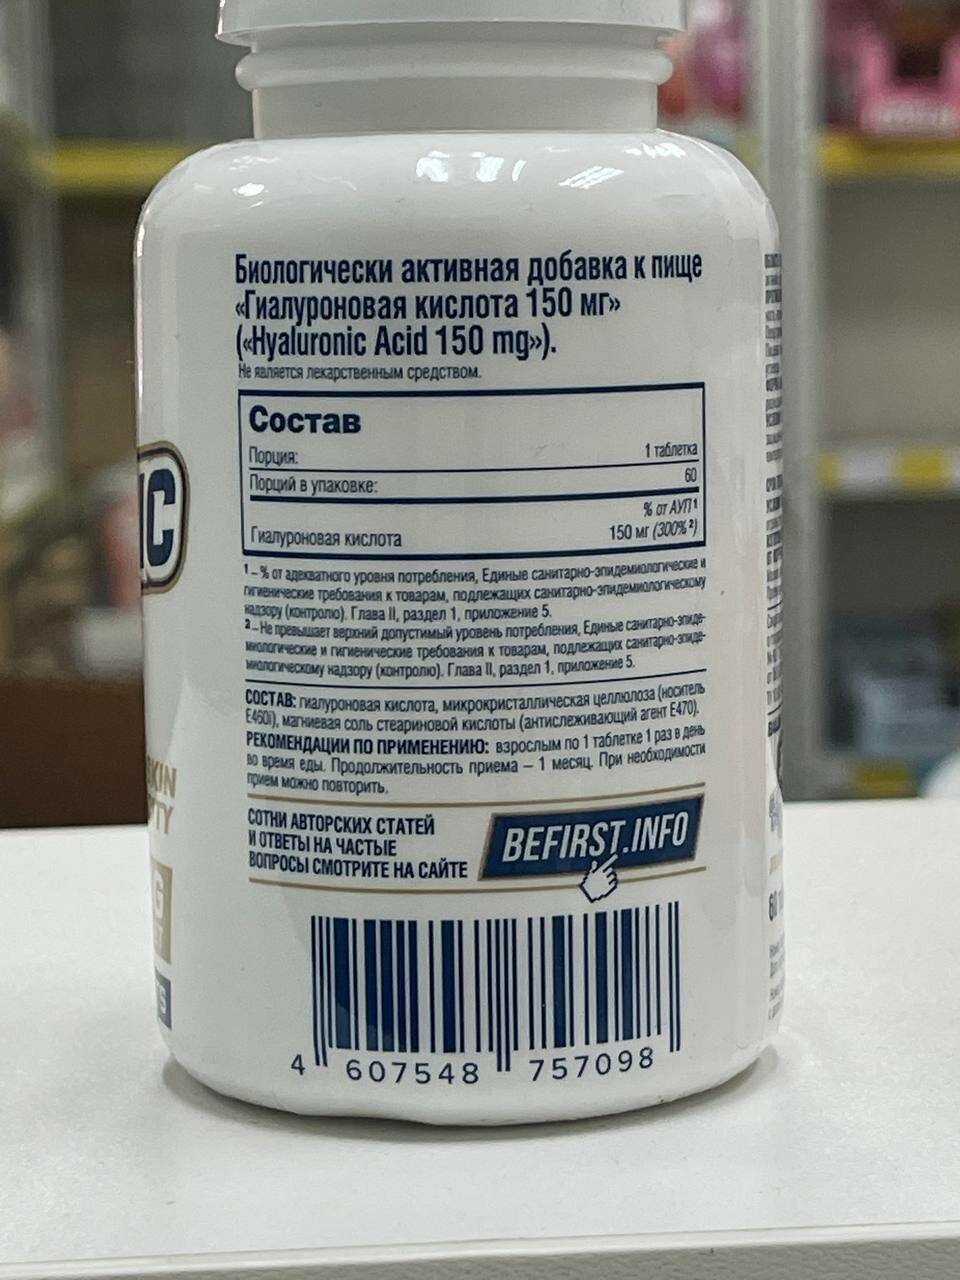 Биологически активная добавка к пище
«Гиалуроновая кислота 150 мг»
(«Hyaluronic Acid 150 mg»).
Не является лекарственным средством.
Состав
Порция: 1 таблетка
Порций в упаковке: 60
% от АУП¹
Гиалуроновая кислота 150 мг (300%²)
¹ – % от адекватного уровня потребления, Единые санитарно-эпидемиологические и
гигиенические требования к товарам, подлежащих санитарно-эпидемиологическому
надзору (контролю). Глава II, раздел 1, приложение 5.
² – Не превышает верхний допустимый уровень потребления, Единые санитарно-эпиде-
миологические и гигиенические требования к товарам, подлежащих санитарно-эпиде-
миологическому надзору (контролю). Глава II, раздел 1, приложение 5.
СОСТАВ: гиалуроновая кислота, микрокристаллическая целлюлоза (носитель
E460i), магниевая соль стеариновой кислоты (антислеживающий агент E470).
РЕКОМЕНДАЦИИ ПО ПРИМЕНЕНИЮ: взрослым по 1 таблетке 1 раз в день
во время еды. Продолжительность приема – 1 месяц. При необходимости
прием можно повторить.
СОТНИ АВТОРСКИХ СТАТЕЙ
И ОТВЕТЫ НА ЧАСТЫЕ
ВОПРОСЫ СМОТРИТЕ НА САЙТЕ
BEFIRST.INFO
4 607548 757098